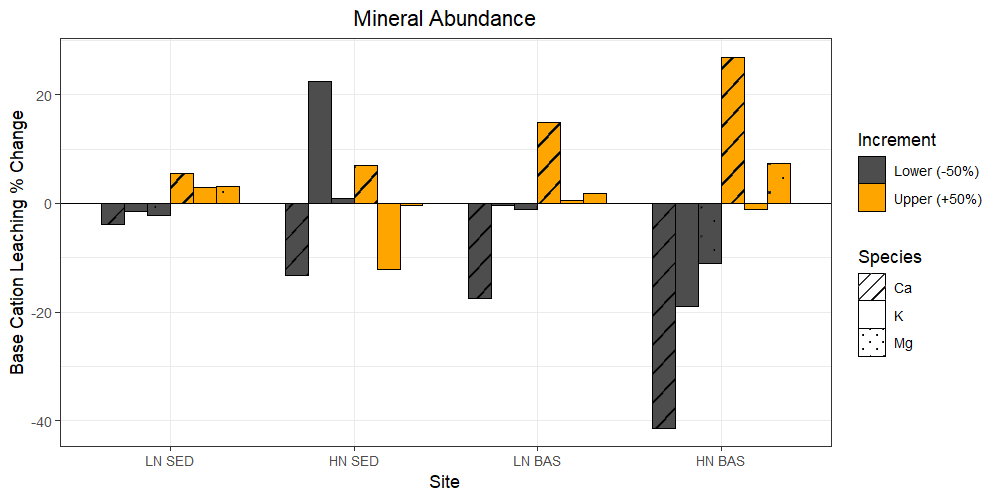 Mineral Abundance
Base Cation Leaching % Change
20
0
-20
-40
LN SED
HN SED
LN BAS
HN BAS
Site
Increment
Lower (-50%)
Upper (+50%)
Species
Ca
K
Mg